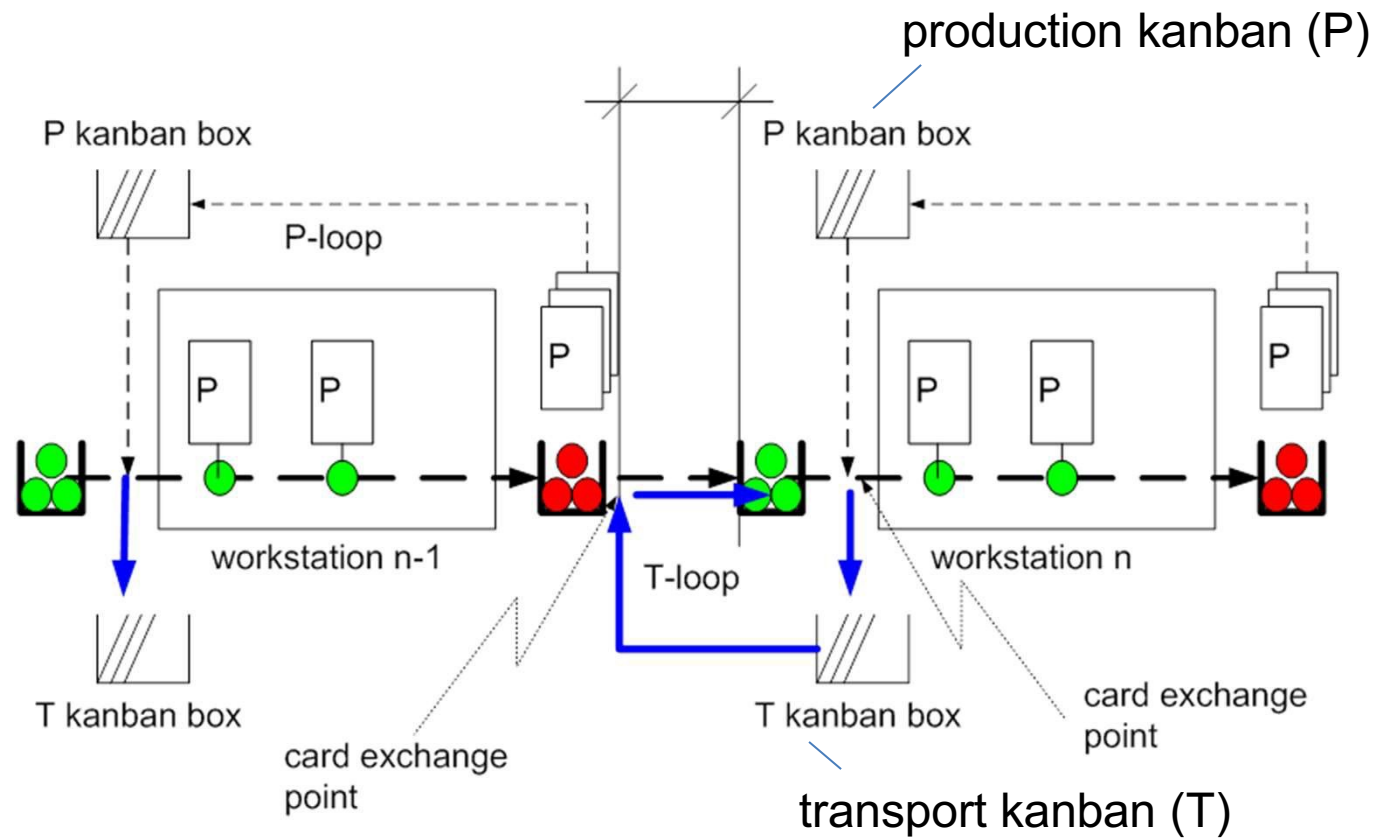 production kanban (P)
P kanban box
P kanban box
P-loop
P
P
P
P
P
P
workstation n-1
T-loop
workstation n
T kanban box
T kanban box
card exchange
point
card exchange
point
transport kanban (T)